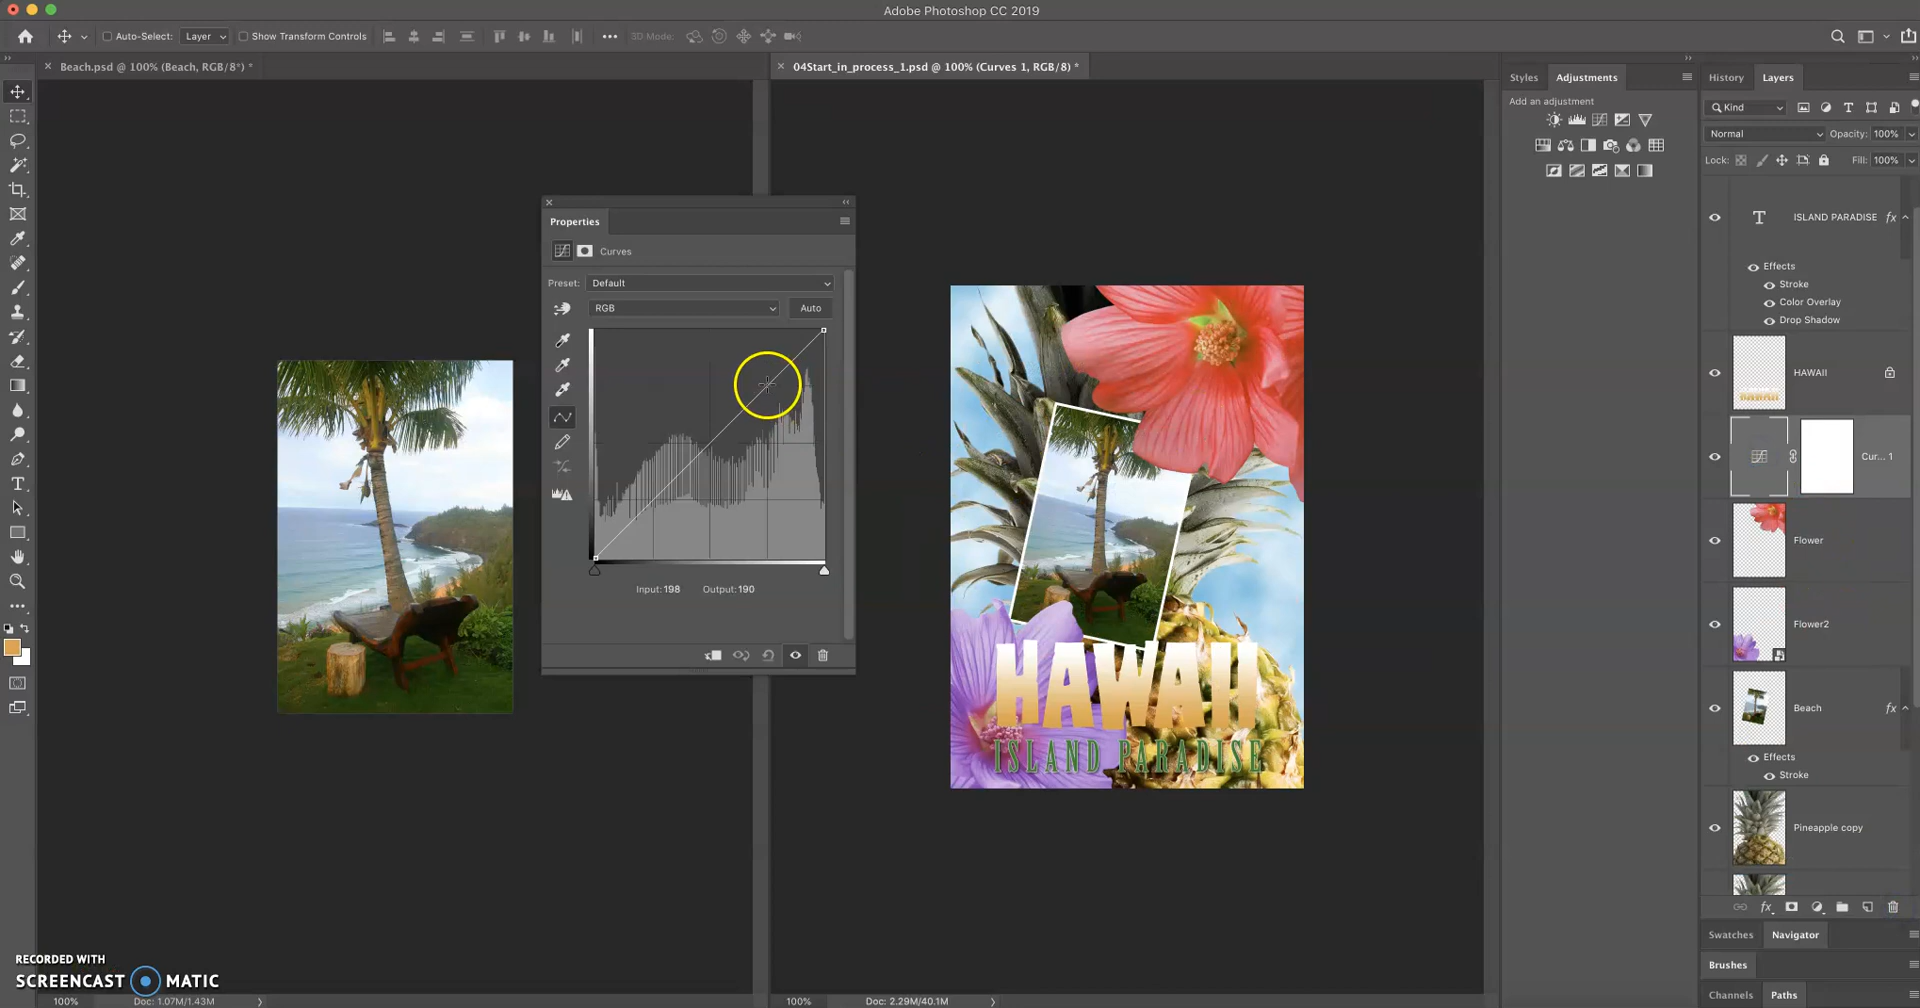 Adobe Photoshop CC 2019
Auto-Select: Layer Show Transform Controls 3D Mode:
Beach.psd @ 100% (Beach, RGB/8*) *
04Start_in_process_1.psd @ 100% (Curves 1, RGB/8) *
Styles Adjustments
Add an adjustment
History Layers
Kind
Normal Opacity: 100%
Lock: Fill: 100%
T ISLAND PARADISE fx
Effects
Stroke
Color Overlay
Drop Shadow
HAWAII
Cur... 1
Flower
Flower2
Beach fx
Effects
Stroke
Pineapple copy
fx
Swatches Navigator
Brushes
Channels Paths
Properties
Curves
Preset: Default
RGB Auto
Input: 198 Output: 190
HAWAII
ISLAND PARADISE
RECORDED WITH
SCREENCAST MATIC
100% Doc: 1.07M/1.43M
100% Doc: 2.29M/40.1M